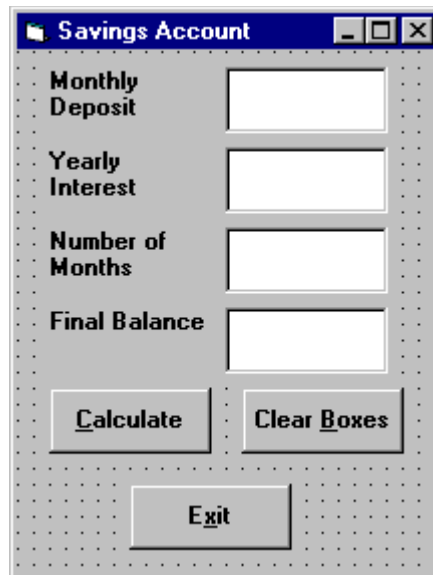 Savings Account
Monthly
Deposit
Yearly
Interest
Number of
Months
Final Balance
Calculate
Clear Boxes
Exit